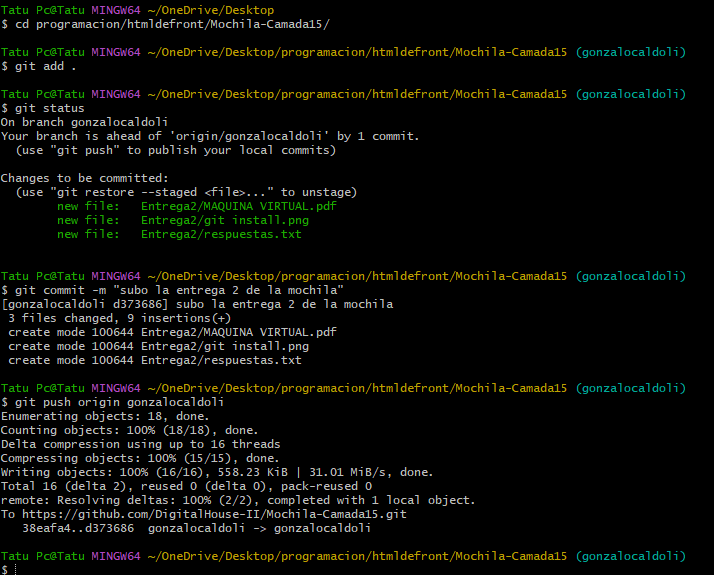 Tatu Pc@Tatu MINGW64 ~/OneDrive/Desktop
$ cd programacion/htmldefront/Mochila-Camada15/
Tatu Pc@Tatu MINGW64 ~/OneDrive/Desktop/programacion/htmldefront/Mochila-Camada15 (gonzalocaldoli)
$ git add .
Tatu Pc@Tatu MINGW64 ~/OneDrive/Desktop/programacion/htmldefront/Mochila-Camada15 (gonzalocaldoli)
$ git status
On branch gonzalocaldoli
Your branch is ahead of 'origin/gonzalocaldoli' by 1 commit.
  (use "git push" to publish your local commits)
Changes to be committed:
  (use "git restore --staged <file>..." to unstage)
        new file:   Entrega2/MAQUINA VIRTUAL.pdf
        new file:   Entrega2/git install.png
        new file:   Entrega2/respuestas.txt
Tatu Pc@Tatu MINGW64 ~/OneDrive/Desktop/programacion/htmldefront/Mochila-Camada15 (gonzalocaldoli)
$ git commit -m "subo la entrega 2 de la mochila"
[gonzalocaldoli d373686] subo la entrega 2 de la mochila
 3 files changed, 9 insertions(+)
 create mode 100644 Entrega2/MAQUINA VIRTUAL.pdf
 create mode 100644 Entrega2/git install.png
 create mode 100644 Entrega2/respuestas.txt
Tatu Pc@Tatu MINGW64 ~/OneDrive/Desktop/programacion/htmldefront/Mochila-Camada15 (gonzalocaldoli)
$ git push origin gonzalocaldoli
Enumerating objects: 18, done.
Counting objects: 100% (18/18), done.
Delta compression using up to 16 threads
Compressing objects: 100% (15/15), done.
Writing objects: 100% (16/16), 558.23 KiB | 31.01 MiB/s, done.
Total 16 (delta 2), reused 0 (delta 0), pack-reused 0
remote: Resolving deltas: 100% (2/2), completed with 1 local object.
To https://github.com/DigitalHouse-II/Mochila-Camada15.git
   38eafa4..d373686  gonzalocaldoli -> gonzalocaldoli
Tatu Pc@Tatu MINGW64 ~/OneDrive/Desktop/programacion/htmldefront/Mochila-Camada15 (gonzalocaldoli)
$